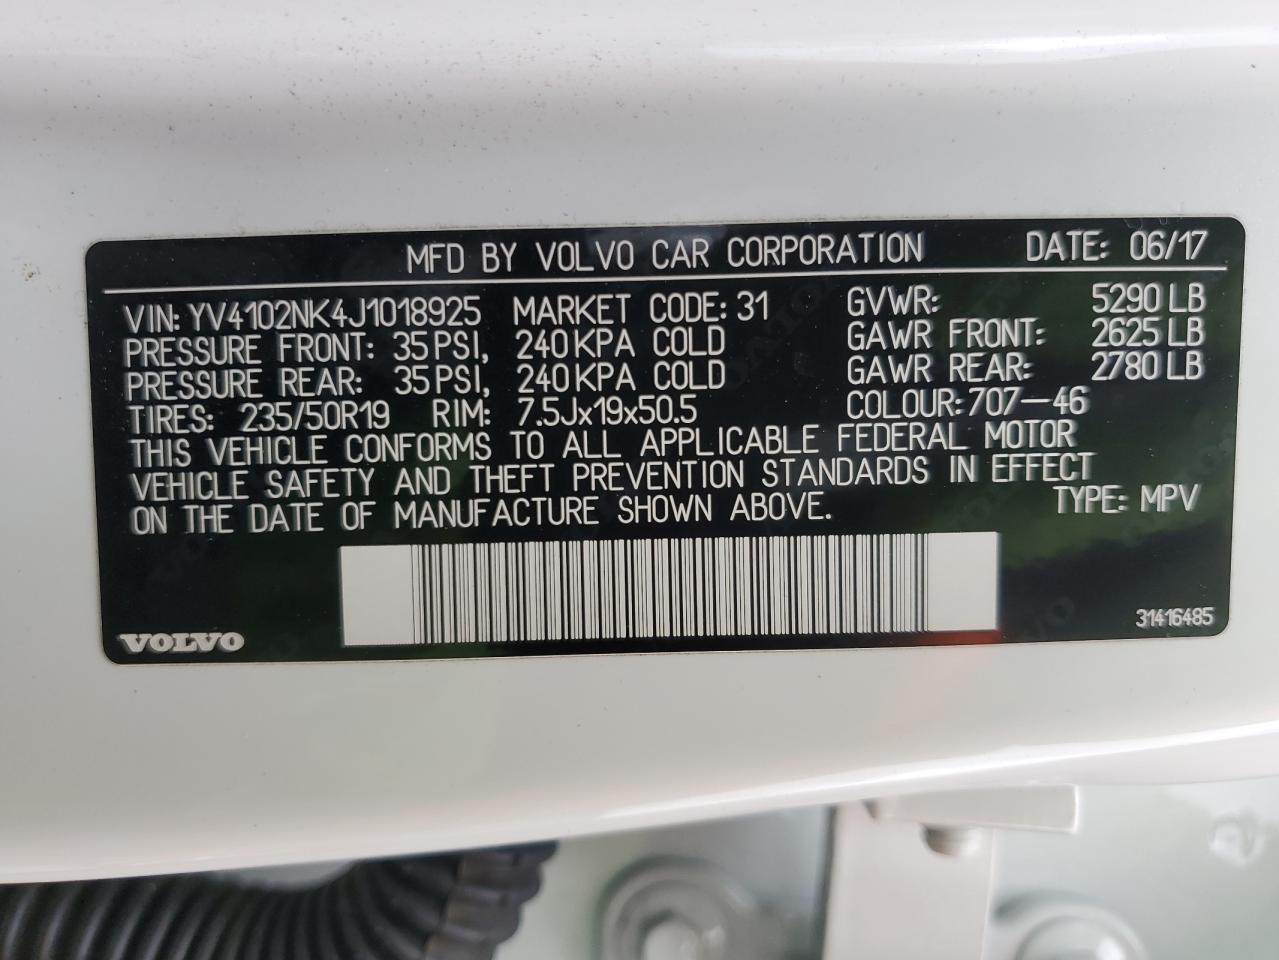 MFD BY VOLVO CAR CORPORATION DATE: 06/17
VIN: YV4102NK4J1018925 MARKET CODE: 31 GVWR: 5290 LB
PRESSURE FRONT: 35 PSI, 240 KPA COLD GAWR FRONT: 2625 LB
PRESSURE REAR: 35 PSI, 240 KPA COLD GAWR REAR: 2780 LB
TIRES: 235/50R19 RIM: 7.5Jx19x50.5 COLOUR: 707-46
THIS VEHICLE CONFORMS TO ALL APPLICABLE FEDERAL MOTOR
VEHICLE SAFETY AND THEFT PREVENTION STANDARDS IN EFFECT
ON THE DATE OF MANUFACTURE SHOWN ABOVE. TYPE: MPV
VOLVO 31416485